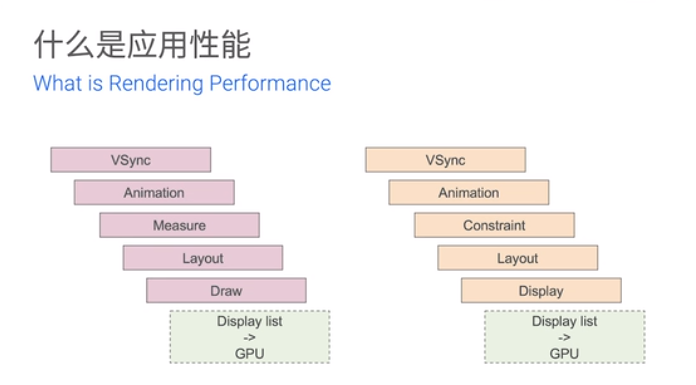 什么是应用性能
What is Rendering Performance
VSync
Animation
Measure
Layout
Draw
Display list
->
GPU
VSync
Animation
Constraint
Layout
Display
Display list
->
GPU